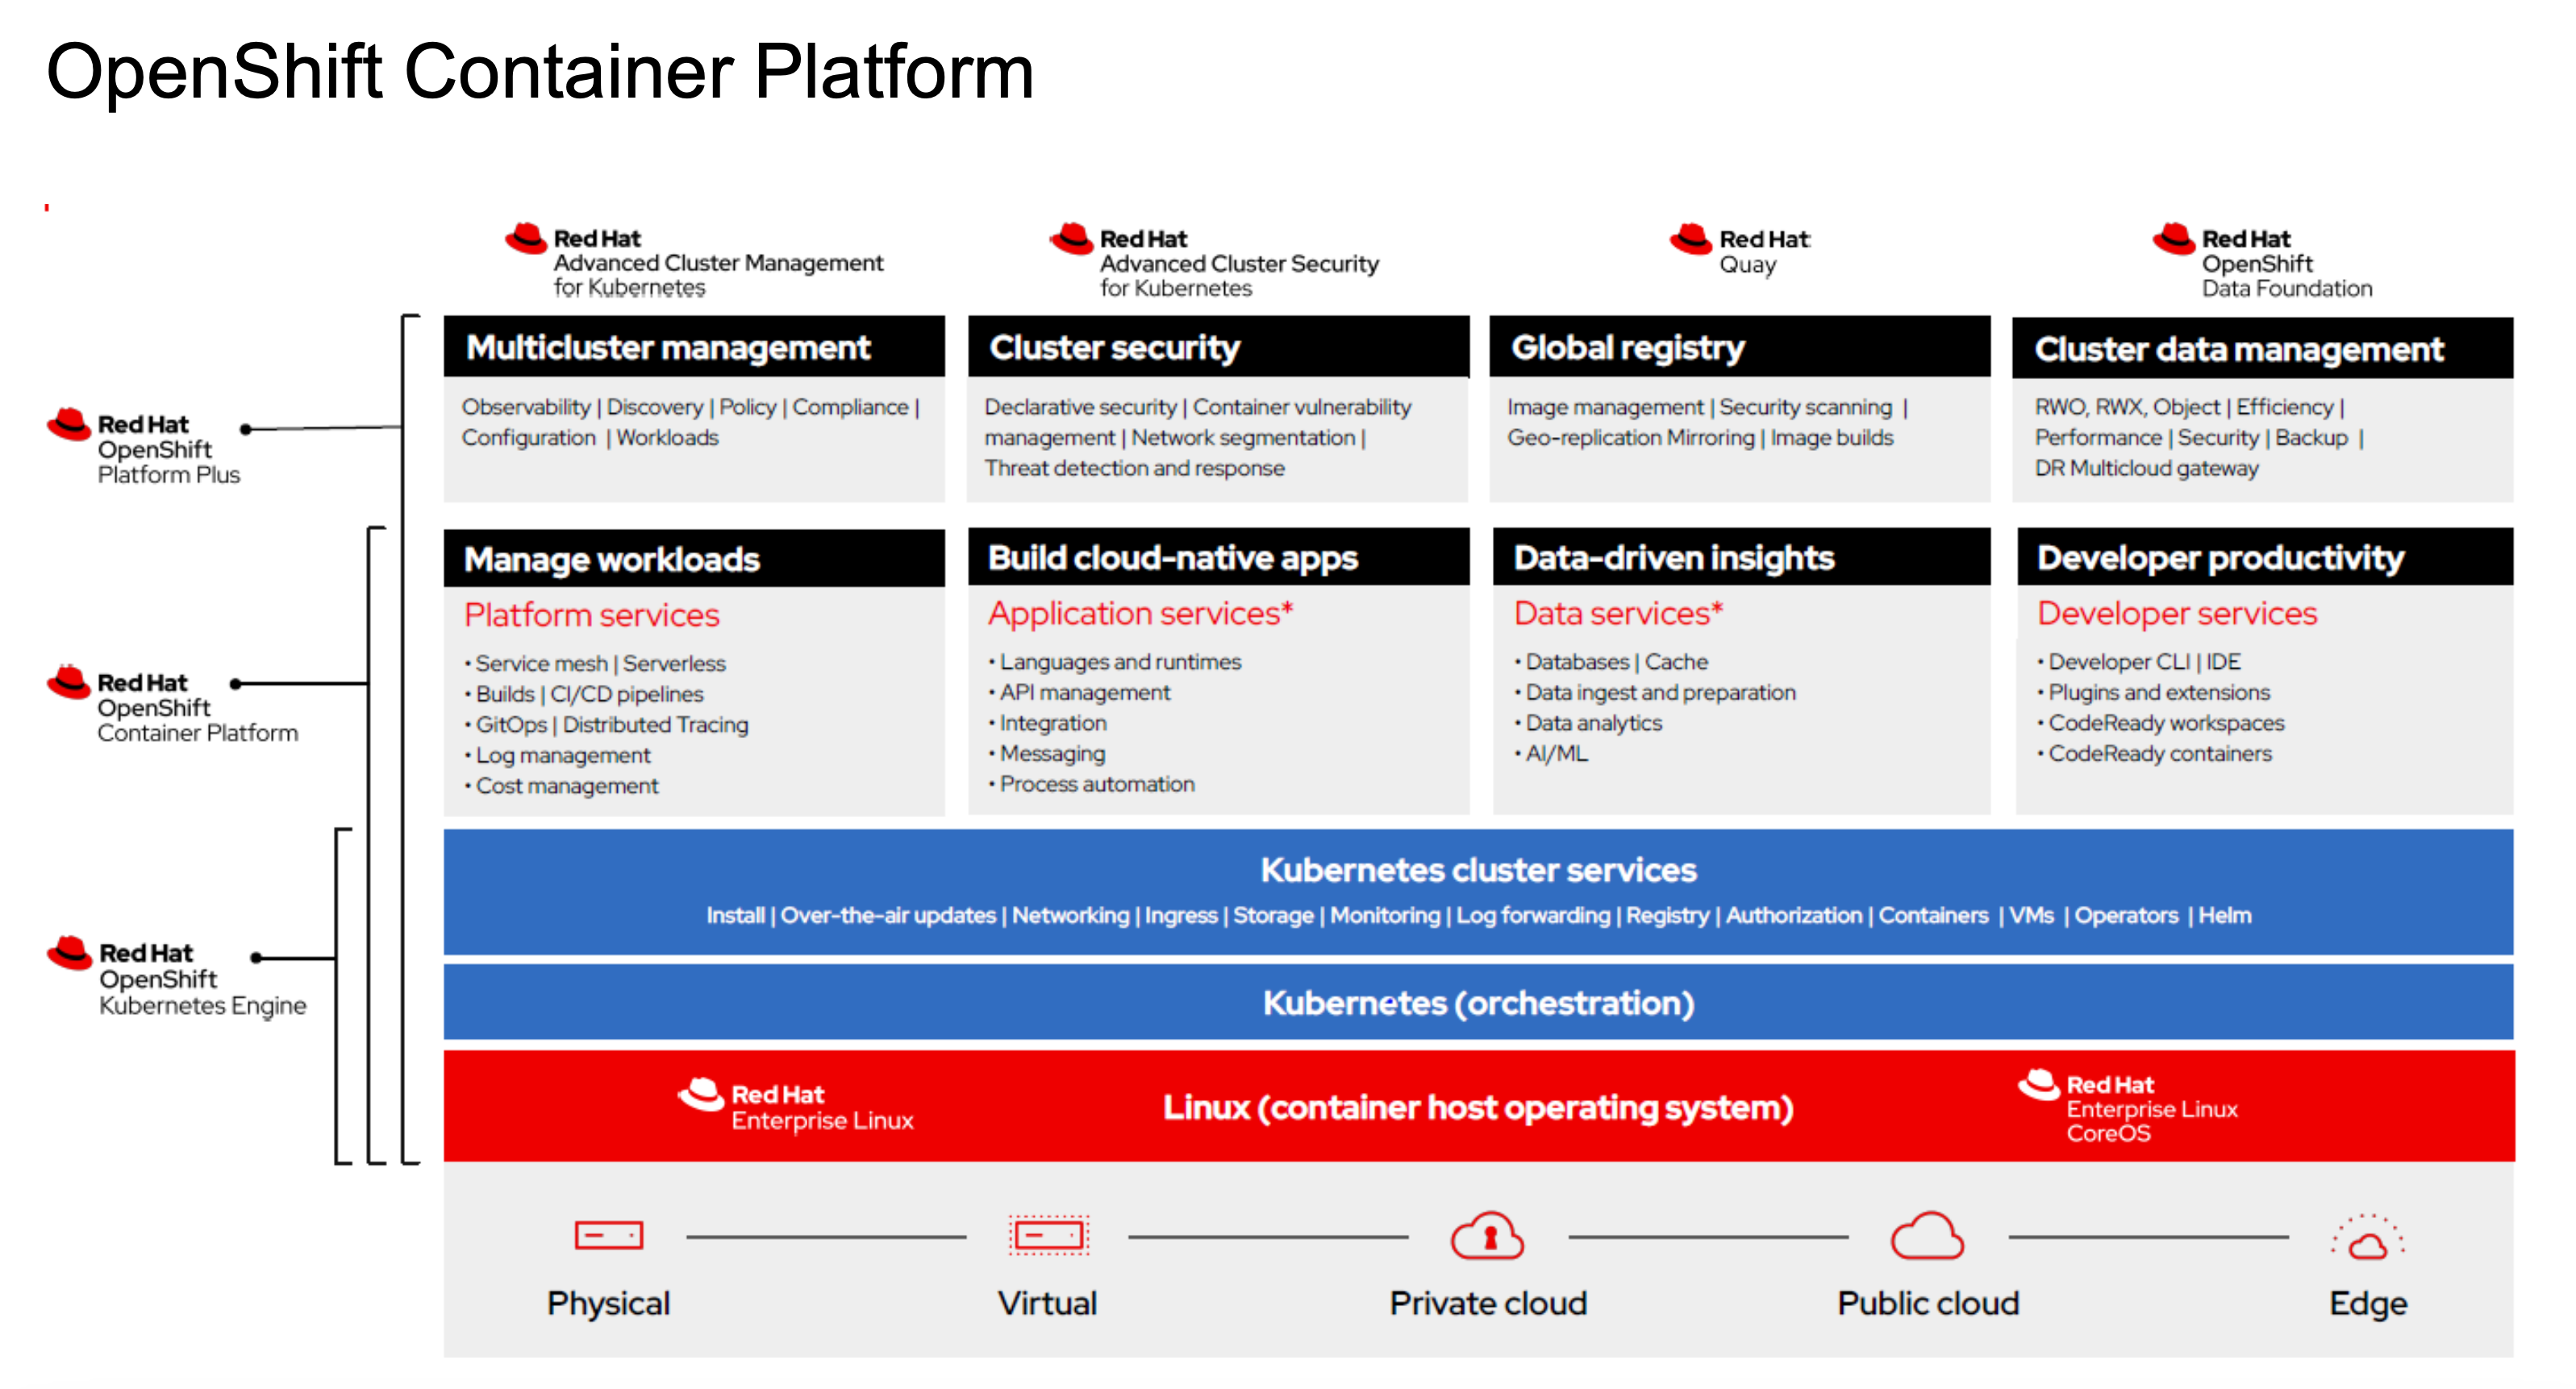 OpenShift Container Platform
Red Hat
Advanced Cluster Management
for Kubernetes
Red Hat
Advanced Cluster Security
for Kubernetes
Red Hat
Quay
Red Hat
OpenShift
Data Foundation
Red Hat
OpenShift
Platform Plus
Multicluster management
Observability | Discovery | Policy | Compliance |
Configuration | Workloads
Cluster security
Declarative security | Container vulnerability
management | Network segmentation |
Threat detection and response
Global registry
Image management | Security scanning |
Geo-replication Mirroring | Image builds
Cluster data management
RWO, RWX, Object | Efficiency |
Performance | Security | Backup |
DR Multicloud gateway
Red Hat
OpenShift
Container Platform
Manage workloads
Platform services
• Service mesh | Serverless
• Builds | CI/CD pipelines
• GitOps | Distributed Tracing
• Log management
• Cost management
Build cloud-native apps
Application services*
• Languages and runtimes
• API management
• Integration
• Messaging
• Process automation
Data-driven insights
Data services*
• Databases | Cache
• Data ingest and preparation
• Data analytics
• AI/ML
Developer productivity
Developer services
• Developer CLI | IDE
• Plugins and extensions
• CodeReady workspaces
• CodeReady containers
Red Hat
OpenShift
Kubernetes Engine
Kubernetes cluster services
Install | Over-the-air updates | Networking | Ingress | Storage | Monitoring | Log forwarding | Registry | Authorization | Containers | VMs | Operators | Helm
Kubernetes (orchestration)
Red Hat
Enterprise Linux
Linux (container host operating system)
Red Hat
Enterprise Linux
CoreOS
Physical
Virtual
Private cloud
Public cloud
Edge